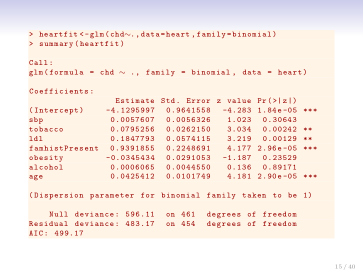 > heartfit<-glm(chd~.,data=heart,family=binomial)
> summary(heartfit)
Call:
glm(formula = chd ~ ., family = binomial, data = heart)
Coefficients:
Estimate Std. Error z value Pr(>|z|)
(Intercept) -4.1295997 0.9641558 -4.283 1.84e-05 ***
sbp 0.0057607 0.0056326 1.023 0.30643
tobacco 0.0795256 0.0262150 3.034 0.00242 **
ldl 0.1847793 0.0574115 3.219 0.00129 **
famhistPresent 0.9391855 0.2248691 4.177 2.96e-05 ***
obesity -0.0345434 0.0291053 -1.187 0.23529
alcohol 0.0006065 0.0044550 0.136 0.89171
age 0.0425412 0.0101749 4.181 2.90e-05 ***
(Dispersion parameter for binomial family taken to be 1)
Null deviance: 596.11 on 461 degrees of freedom
Residual deviance: 483.17 on 454 degrees of freedom
AIC: 499.17
15 / 40